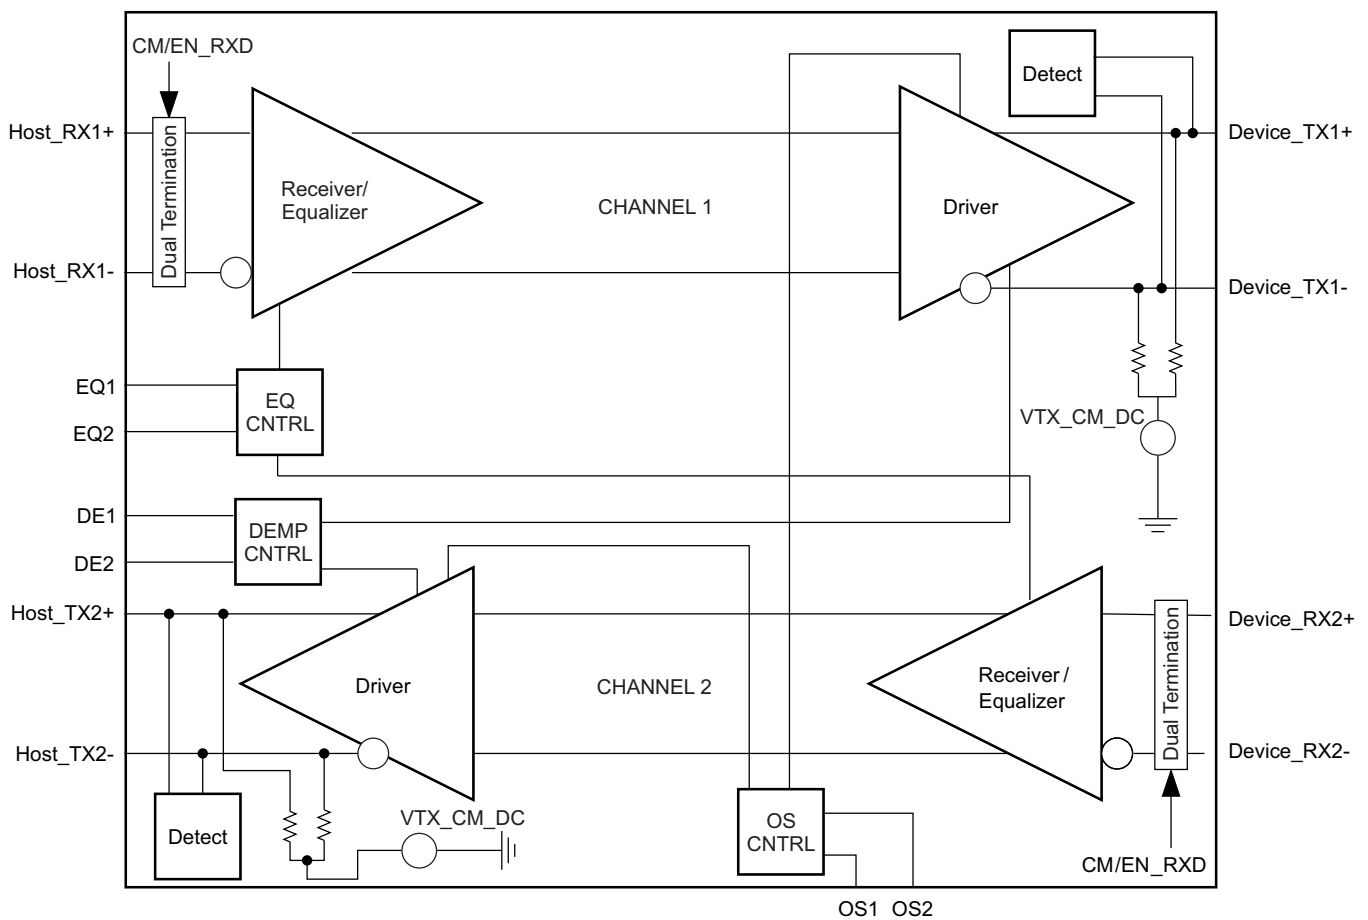 CM/EN_RXD
Detect
Host_RX1+
Dual Termination
Device_TX1+
Receiver/
Equalizer
CHANNEL 1
Driver
Host_RX1-
Device_TX1-
EQ1
EQ
CNTRL
EQ2
VTX_CM_DC
DE1
DEMP
CNTRL
DE2
Host_TX2+
Device_RX2+
Dual Termination
Driver
CHANNEL 2
Receiver/
Equalizer
Host_TX2-
Device_RX2-
Detect
VTX_CM_DC
OS
CNTRL
CM/EN_RXD
OS1 OS2